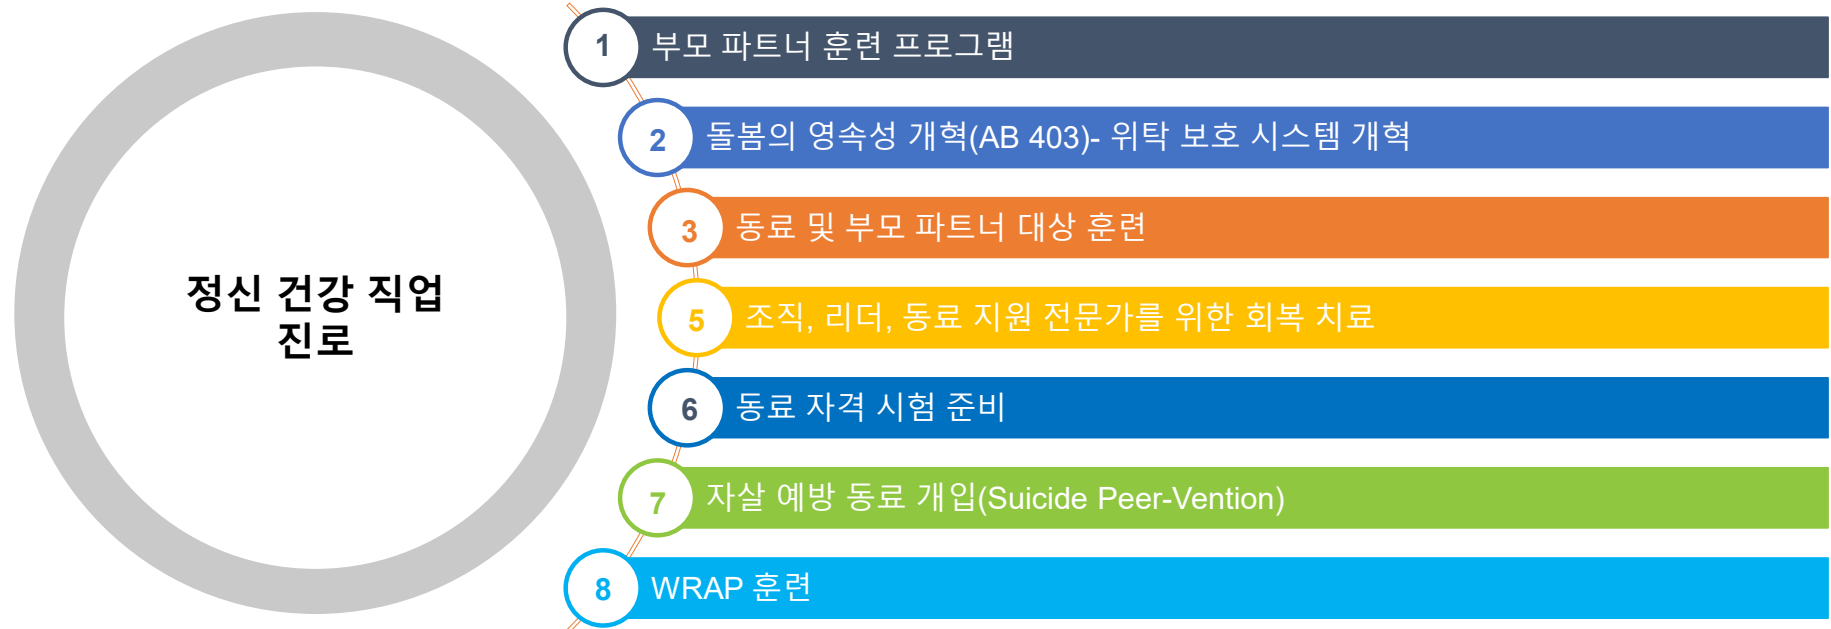 정신 건강 직업
진로
1 부모 파트너 훈련 프로그램
2 돌봄의 영속성 개혁(AB 403)- 위탁 보호 시스템 개혁
3 동료 및 부모 파트너 대상 훈련
5 조직, 리더, 동료 지원 전문가를 위한 회복 치료
6 동료 자격 시험 준비
7 자살 예방 동료 개입(Suicide Peer-Vention)
8 WRAP 훈련